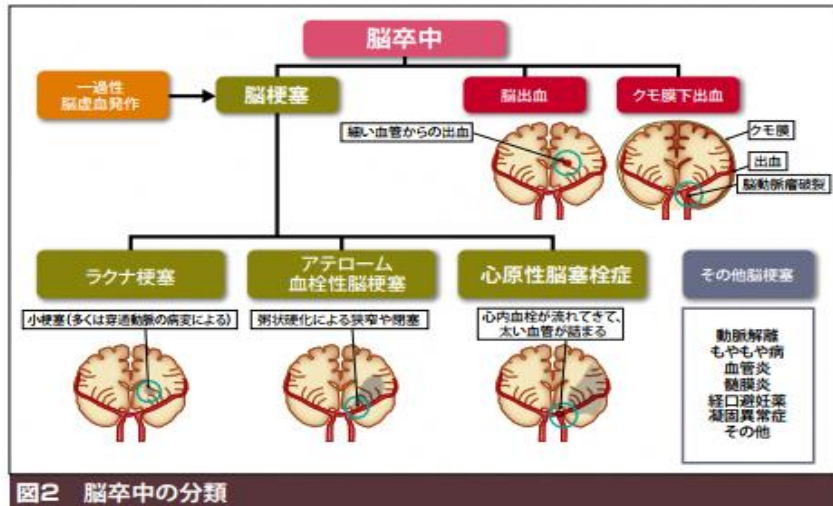 脳卒中
一過性
脳虚血発作
脳梗塞
脳出血
クモ膜下出血
細い血管からの出血
クモ膜
出血
脳動脈瘤破裂
ラクナ梗塞
アテローム
血栓性脳梗塞
心原性脳塞栓症
その他脳梗塞
小梗塞(多くは穿通動脈の病変による)
粥状硬化による狭窄や閉塞
心内血栓が流れてきて、
太い血管が詰まる
動脈解離
もやもや病
血管炎
髄膜炎
経口避妊薬
凝固異常症
その他
図2 脳卒中の分類